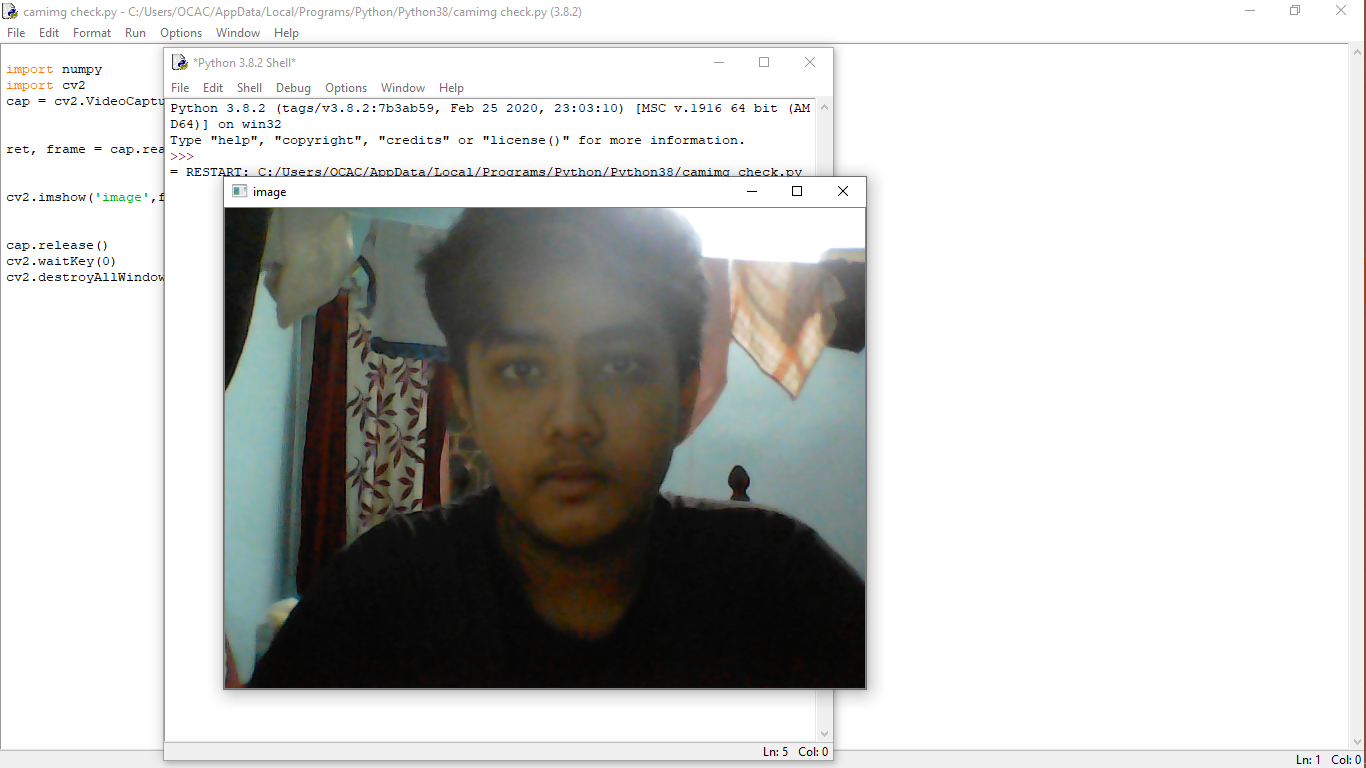 camimg check.py - C:/Users/OCAC/AppData/Local/Programs/Python/Python38/camimg check.py (3.8.2)
File Edit Format Run Options Window Help
import numpy
import cv2
cap = cv2.VideoCaptu
ret, frame = cap.rea
cv2.imshow('image',f
cap.release()
cv2.waitKey(0)
cv2.destroyAllWindow
*Python 3.8.2 Shell*
File Edit Shell Debug Options Window Help
Python 3.8.2 (tags/v3.8.2:7b3ab59, Feb 25 2020, 23:03:10) [MSC v.1916 64 bit (AM
D64)] on win32
Type "help", "copyright", "credits" or "license()" for more information.
>>>
= RESTART: C:/Users/OCAC/AppData/Local/Programs/Python/Python38/camimg check.py
image
Ln: 5 Col: 0
Ln: 1 Col: 0